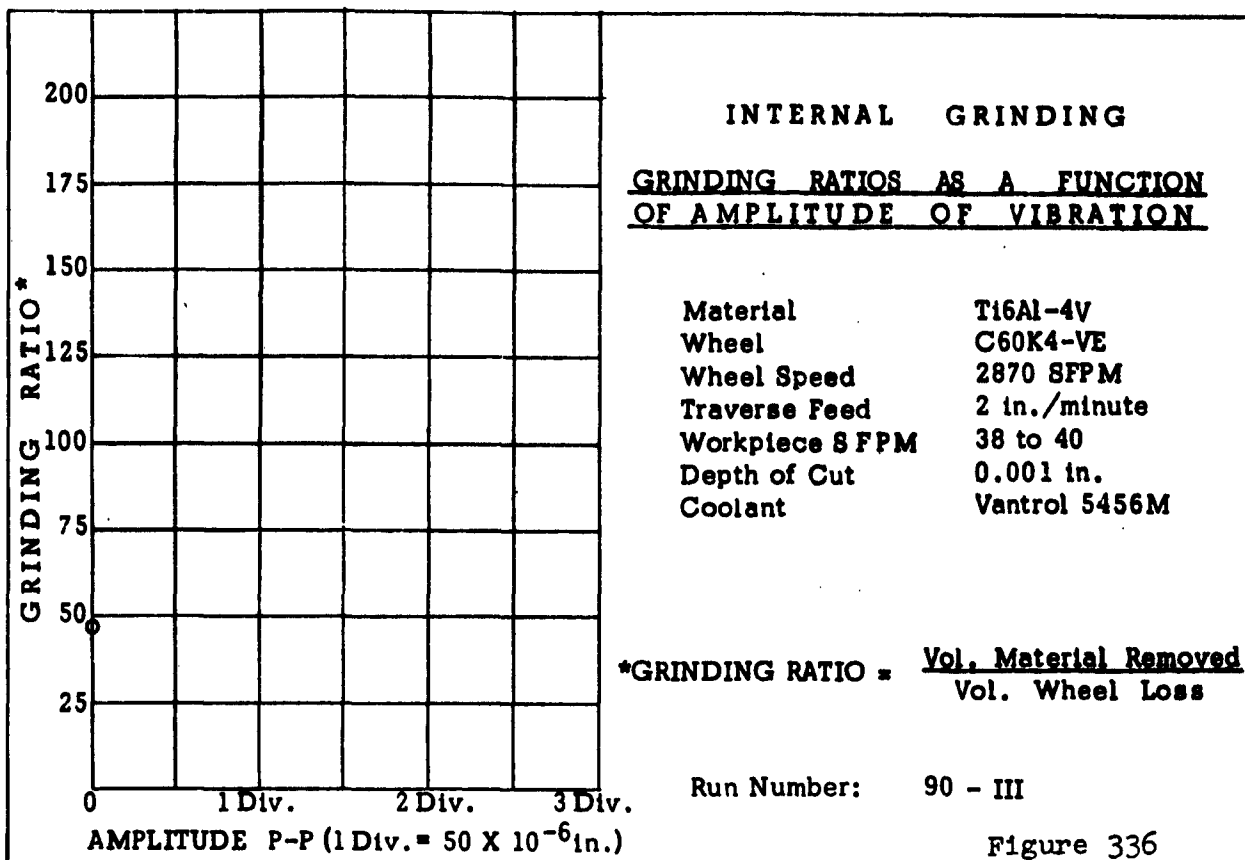 200
175
150
125
100
75
50
25
GRINDING RATIO*
0 1 Div. 2 Div. 3 Div.
AMPLITUDE P-P (1 Div. = 50 X 10⁻⁶ in.)
INTERNAL GRINDING
GRINDING RATIOS AS A FUNCTION
OF AMPLITUDE OF VIBRATION
Material Ti6Al-4V
Wheel C60K4-VE
Wheel Speed 2870 SFPM
Traverse Feed 2 in./minute
Workpiece SFPM 38 to 40
Depth of Cut 0.001 in.
Coolant Vantrol 5456M
*GRINDING RATIO = Vol. Material Removed
Vol. Wheel Loss
Run Number: 90 - III
Figure 336